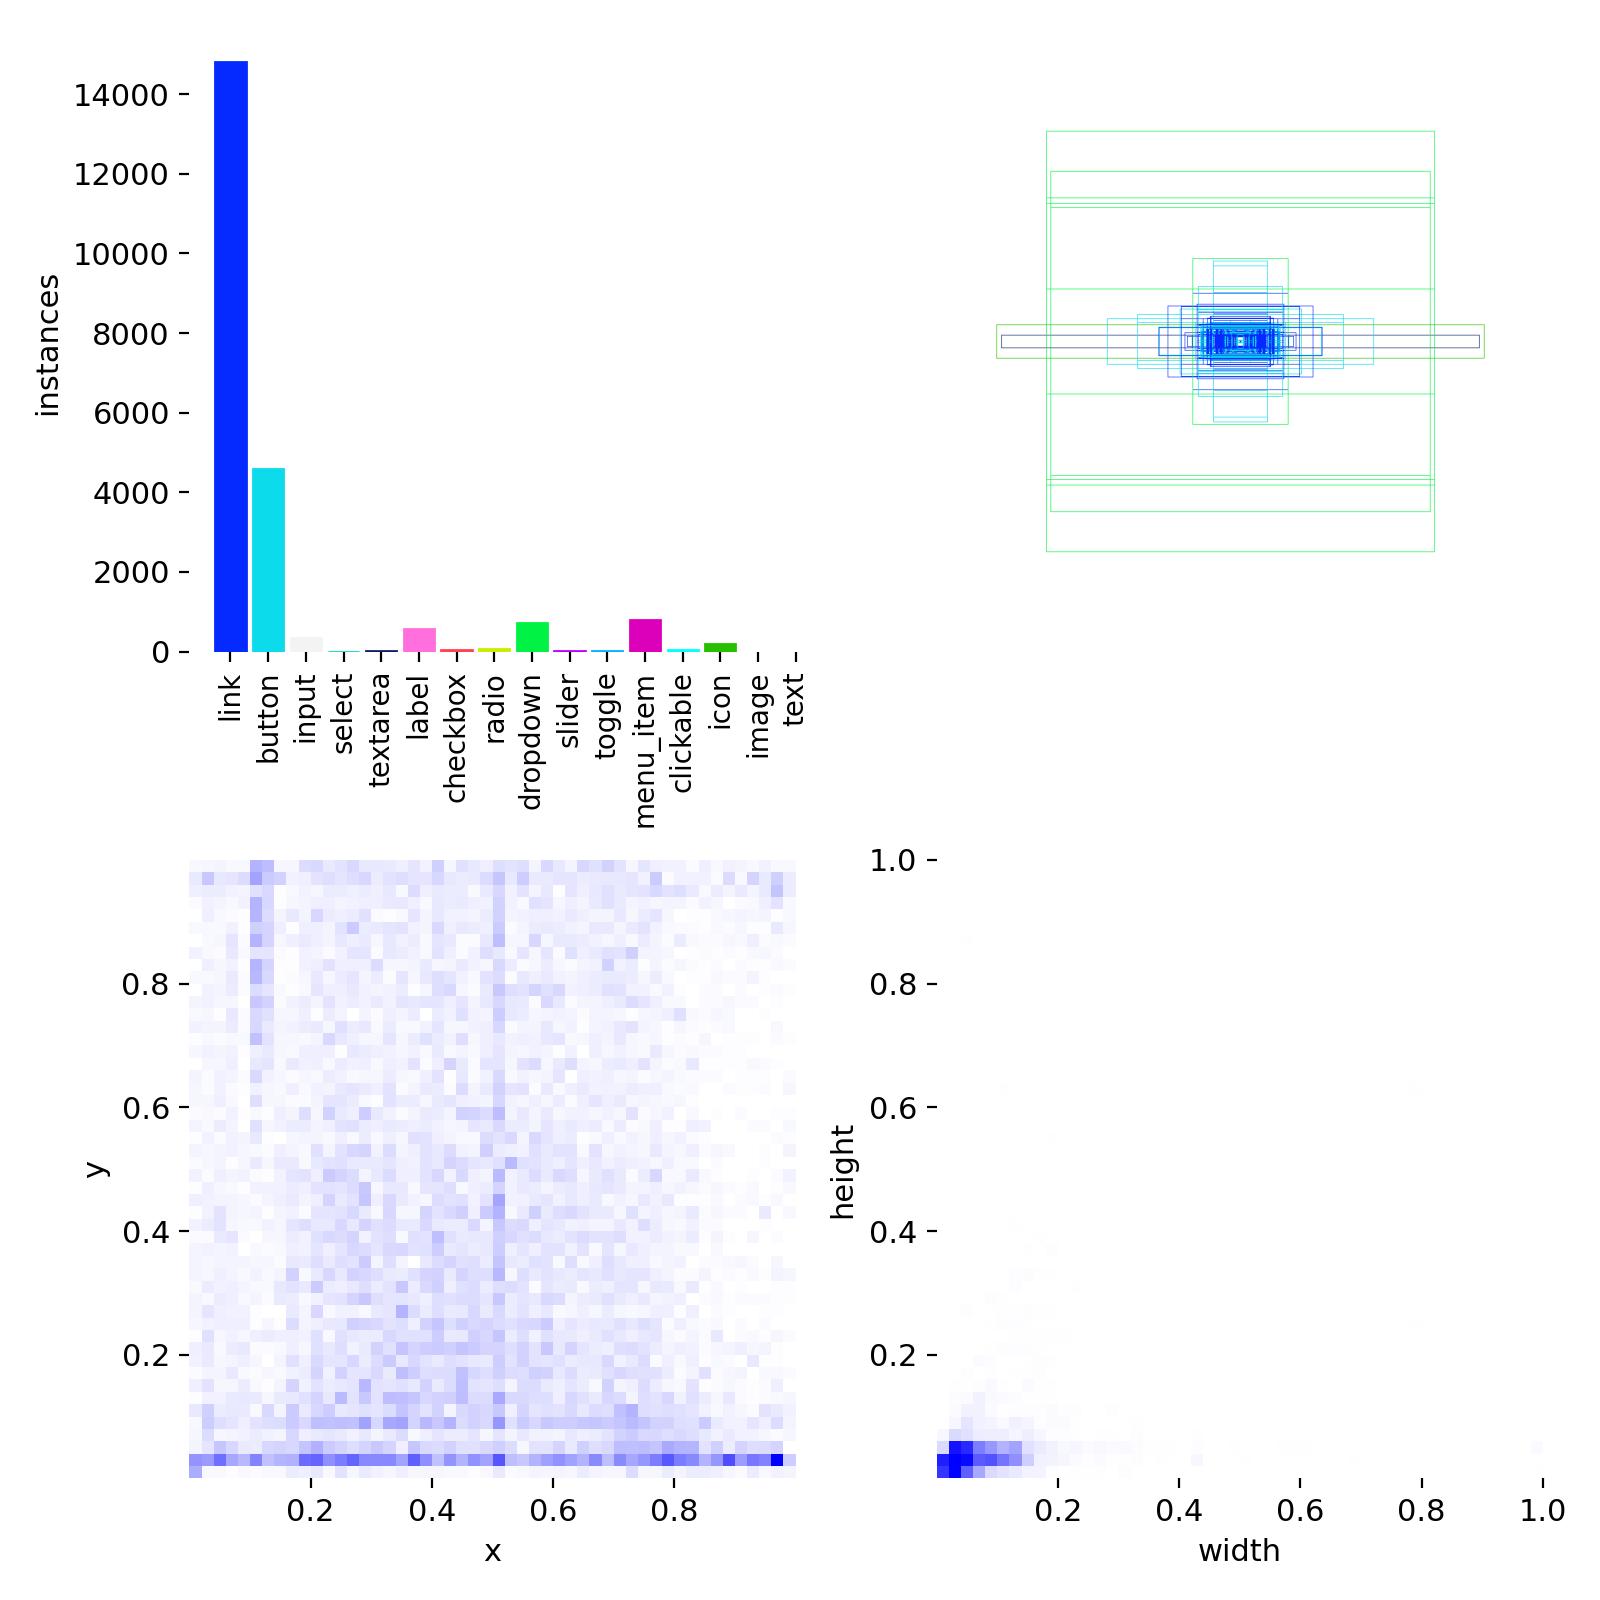 instances
14000
12000
10000
8000
6000
4000
2000
0
link
button
input
select
textarea
label
checkbox
radio
dropdown
slider
toggle
menu_item
clickable
icon
image
text
y
0.8
0.6
0.4
0.2
0.2
0.4
0.6
0.8
x
height
1.0
0.8
0.6
0.4
0.2
0.2
0.4
0.6
0.8
1.0
width